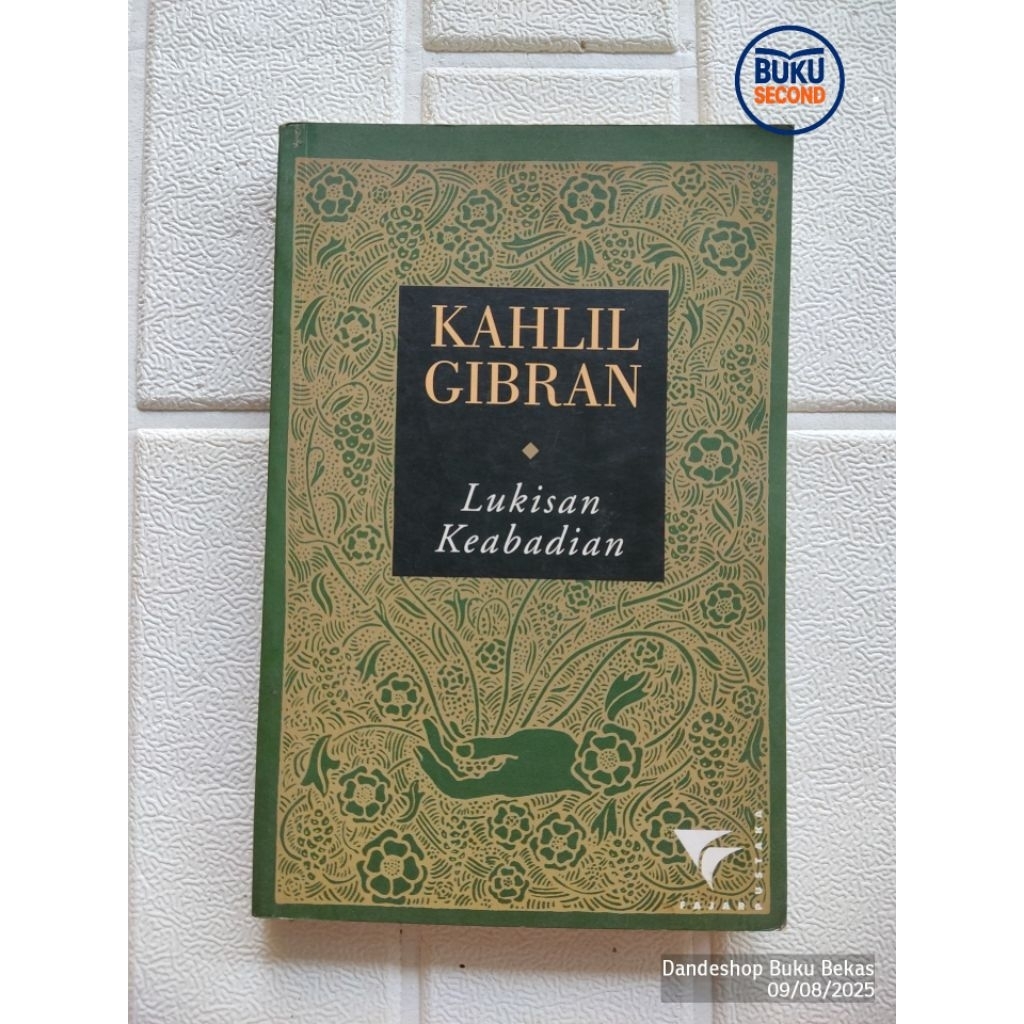 BUKU
SECOND
KAHLIL
GIBRAN
Lukisan
Keabadian
FAJAR PUSTAKA
Dandeshop Buku Bekas
09/08/2025